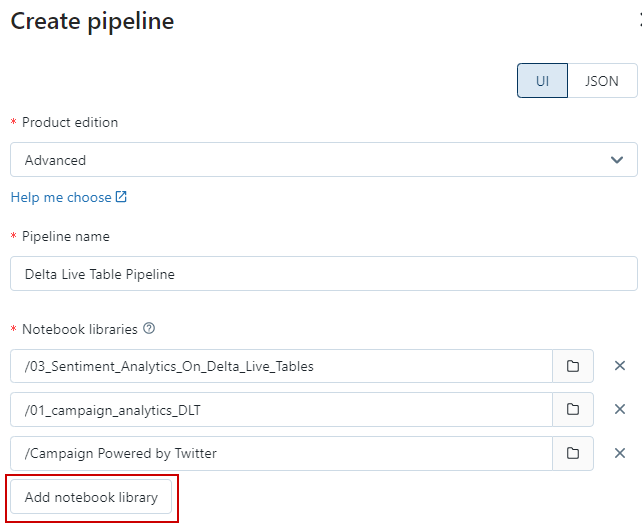 Create pipeline
UI JSON
* Product edition
Advanced
Help me choose
* Pipeline name
Delta Live Table Pipeline
* Notebook libraries
/03_Sentiment_Analytics_On_Delta_Live_Tables
/01_campaign_analytics_DLT
/Campaign Powered by Twitter
Add notebook library